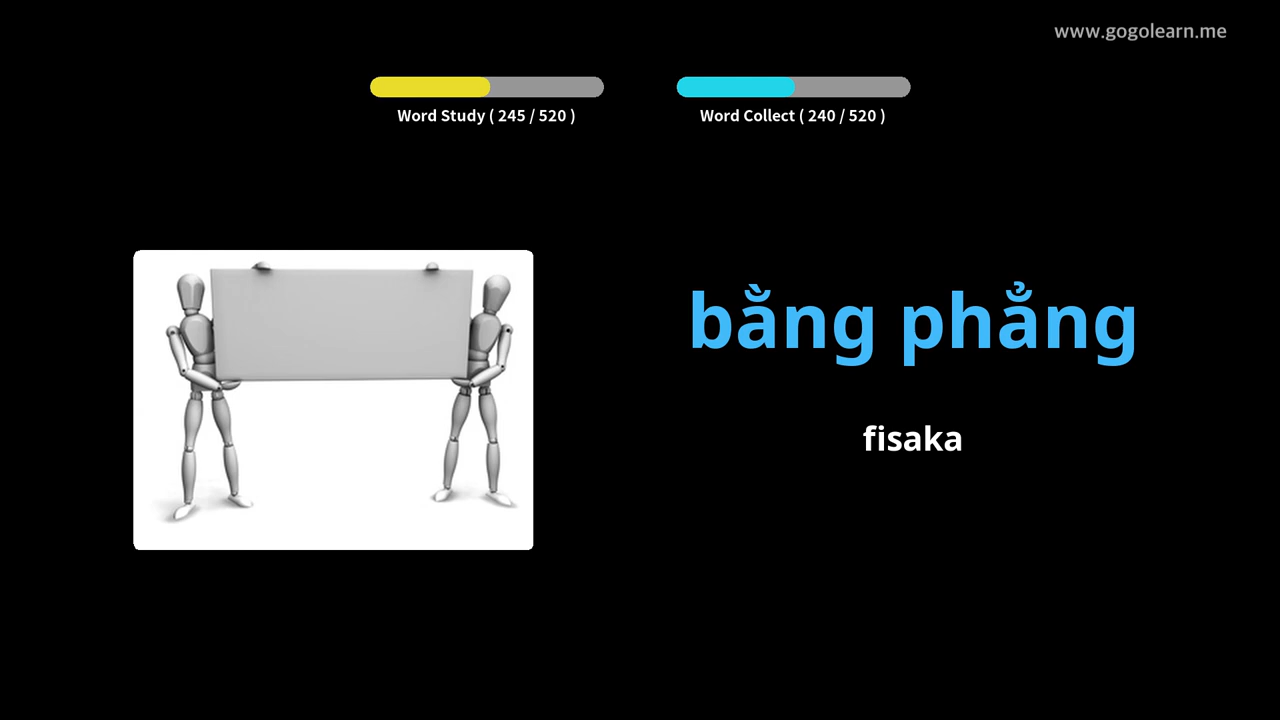 www.gogolearn.me
Word Study ( 245 / 520 )
Word Collect ( 240 / 520 )
bằng phẳng
fisaka